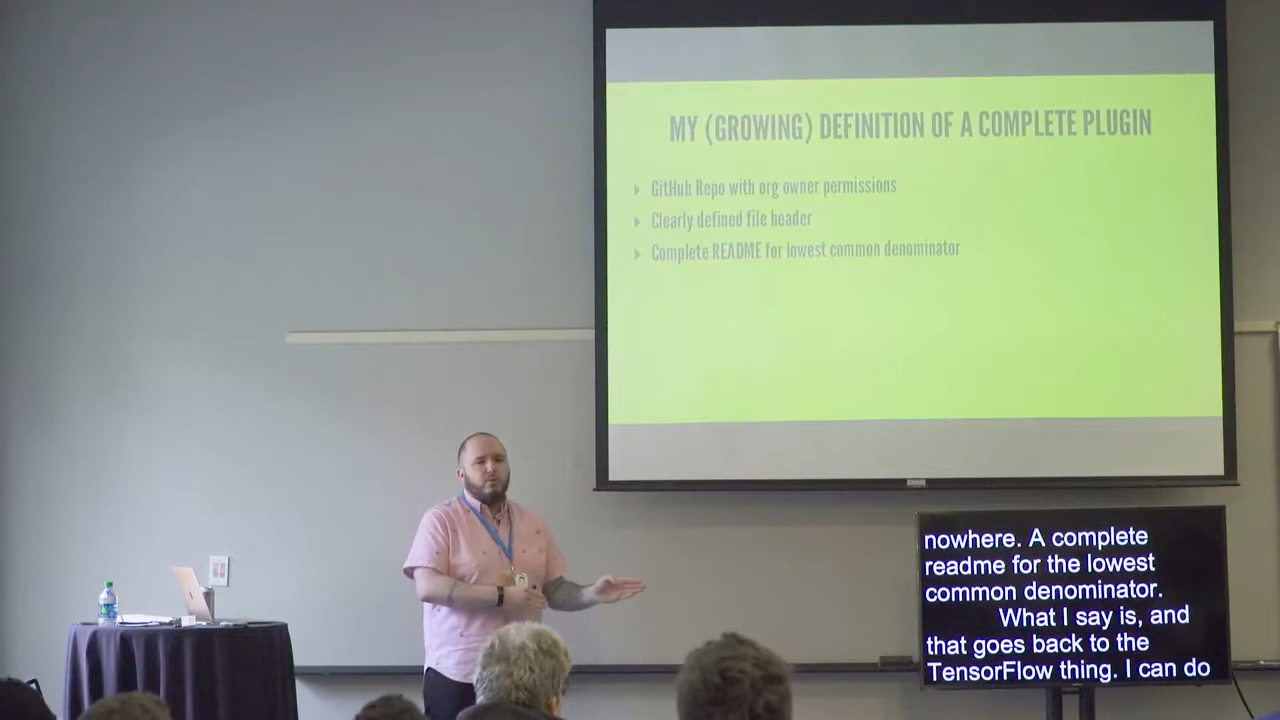 MY (GROWING) DEFINITION OF A COMPLETE PLUGIN
GitHub Repo with org owner permissions
Clearly defined file header
Complete README for lowest common denominator
nowhere. A complete
readme for the lowest
common denominator.
What I say is, and
that goes back to the
TensorFlow thing. I can do